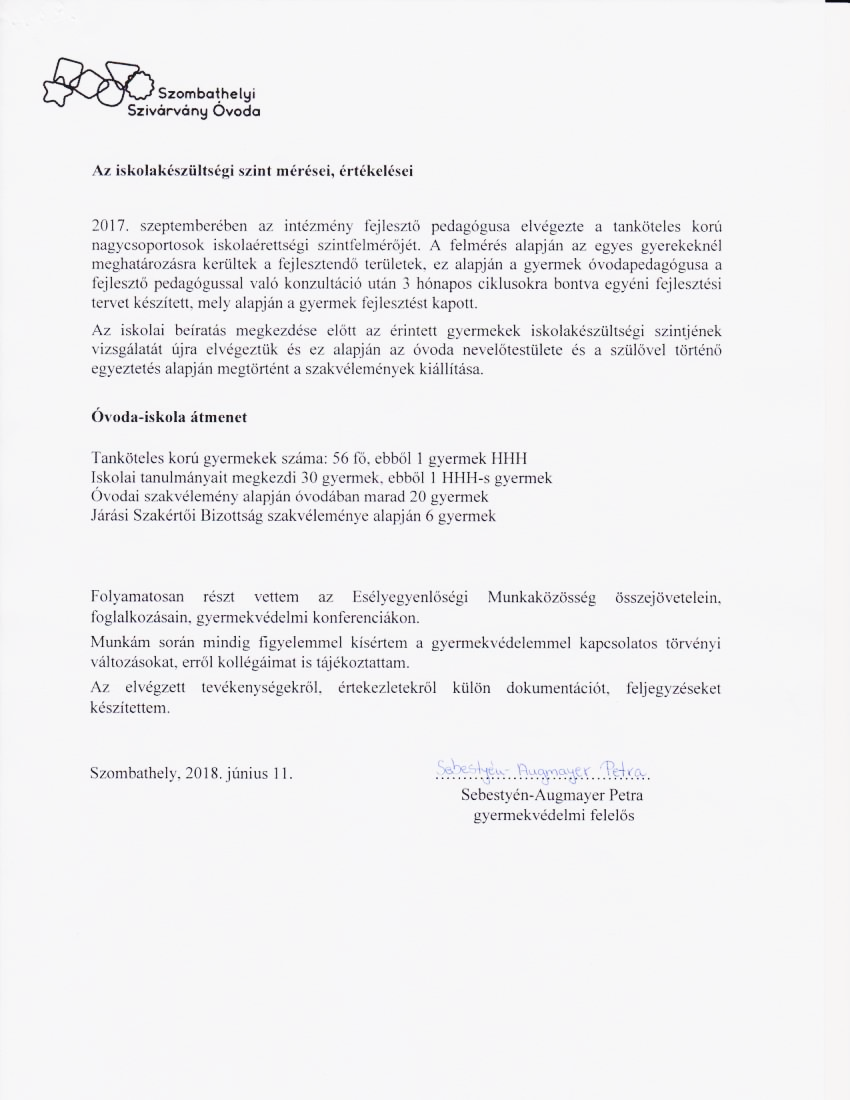 Szombathelyi
Szivárvány Óvoda
Az iskolakészültségi szint mérései, értékelései
2017. szeptemberében az intézmény fejlesztő pedagógusa elvégezte a tanköteles korú
nagycsoportosok iskolaérettségi szintfelmérőjét. A felmérés alapján az egyes gyerekeknél
meghatározásra kerültek a fejlesztendő területek, ez alapján a gyermek óvodapedagógusa a
fejlesztő pedagógussal való konzultáció után 3 hónapos ciklusokra bontva egyéni fejlesztési
tervet készített, mely alapján a gyermek fejlesztést kapott.
Az iskolai beíratás megkezdése előtt az érintett gyermekek iskolakészültségi szintjének
vizsgálatát újra elvégeztük és ez alapján az óvoda nevelőtestülete és a szülővel történő
egyeztetés alapján megtörtént a szakvélemények kiállítása.
Óvoda-iskola átmenet
Tanköteles korú gyermekek száma: 56 fő, ebből 1 gyermek HHH
Iskolai tanulmányait megkezdi 30 gyermek, ebből 1 HHH-s gyermek
Óvodai szakvélemény alapján óvodában marad 20 gyermek
Járási Szakértői Bizottság szakvéleménye alapján 6 gyermek
Folyamatosan részt vettem az Esélyegyenlőségi Munkaközösség összejövetelein,
foglalkozásain, gyermekvédelmi konferenciákon.
Munkám során mindig figyelemmel kísértem a gyermekvédelemmel kapcsolatos törvényi
változásokat, erről kollégáimat is tájékoztattam.
Az elvégzett tevékenységekről, értekezletekről külön dokumentációt, feljegyzéseket
készítettem.
Szombathely, 2018. június 11.
Sebestyén-Augmayer Petra
Sebestyén-Augmayer Petra
gyermekvédelmi felelős